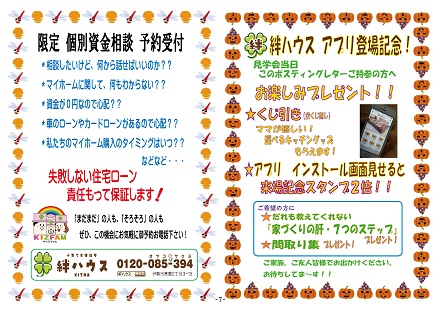 限定 個別資金相談 予約受付
*相談したいけど、何から話せばいいのか??
*マイホームに関して、何もわからない??
*資金が0円なので心配??
*車のローンやカードローンがあるので心配??
*私たちのマイホーム購入のタイミングはいつ??
などなど・・・
失敗しない住宅ローン
責任もって保証します!
「まだまだ」の人も、「そろそろ」の人も
ぜひ、この機会にお気軽に御予約お電話下さい!
KIZFAM
絆ハウス
KIZNA
0120-085-394
絆ハウス アプリ登場記念!
見学会当日
このポスティングレターご持参の方へ
お楽しみプレゼント!!
★くじ引き
ママが嬉しい!
選べるキッチングッズ
もらえます!
★アプリ インストール画面見せると
来場記念スタンプ2倍!!
ご希望の方に
★だれも教えてくれない
「家づくりの肝・7つのステップ」
プレゼント!
★間取り集 プレゼント!
ご家族、ご友人皆様でお出かけください。
お待ちしてま~す!!
-7-